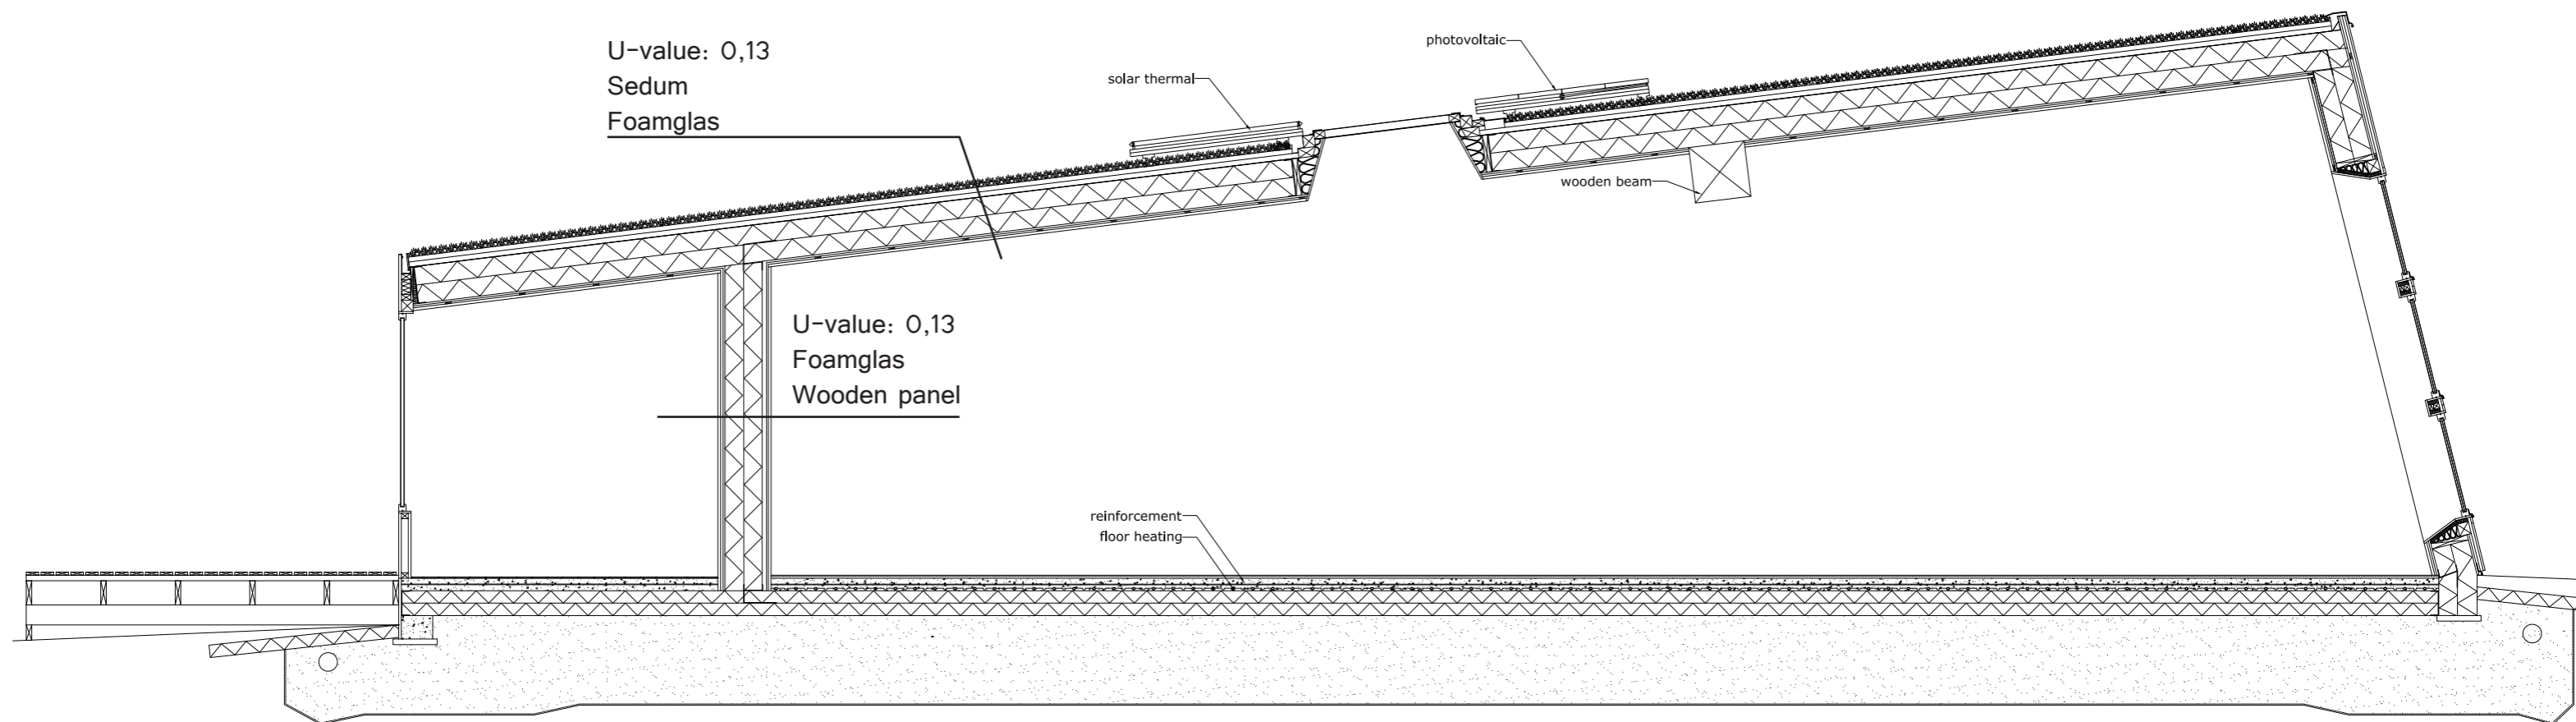 U-value: 0,13
Sedum
Foamglas
solar thermal
photovoltaic
wooden beam
U-value: 0,13
Foamglas
Wooden panel
reinforcement
floor heating